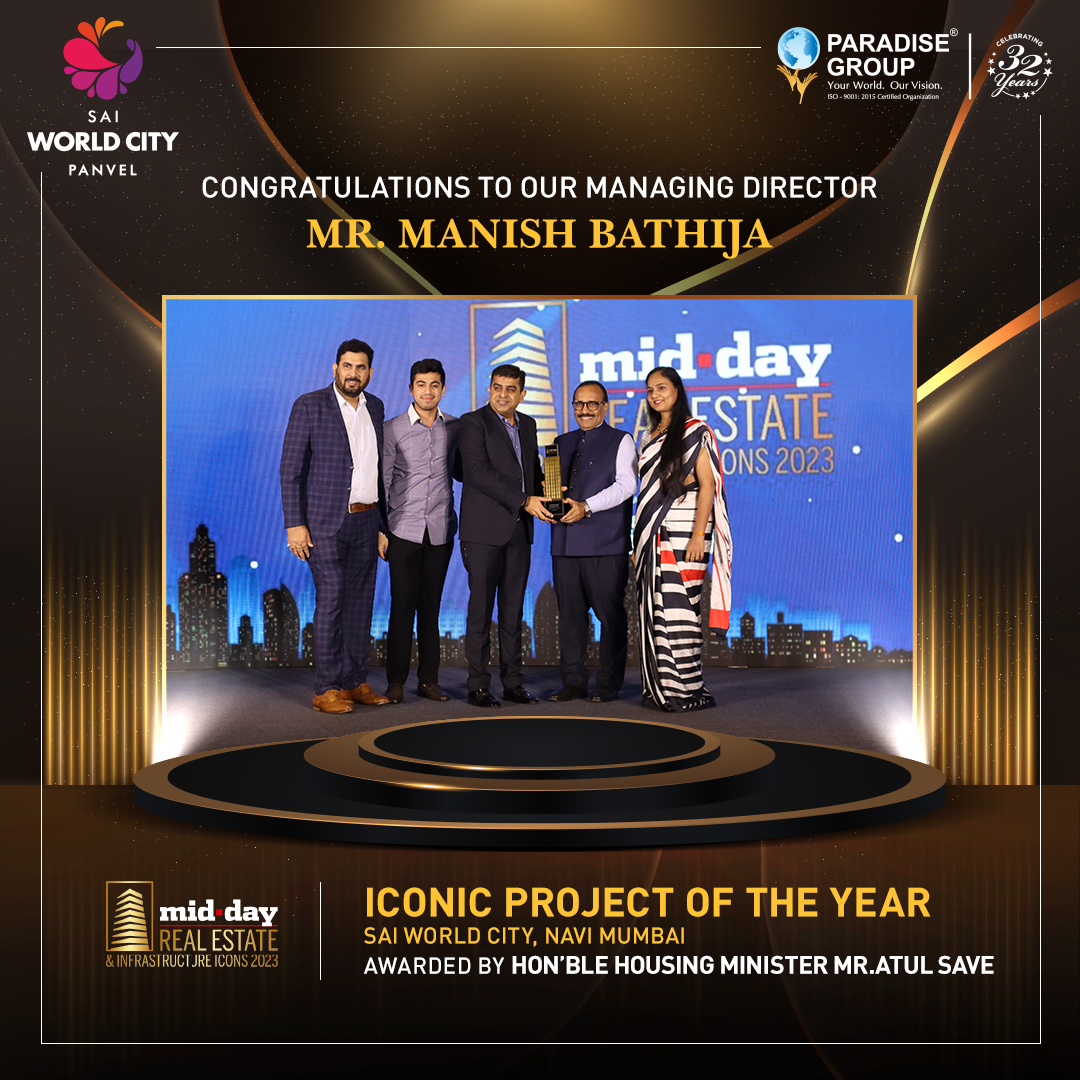 SAI
WORLD CITY
PANVEL
PARADISE®
GROUP
Your World. Our Vision.
ISO - 9001: 2015 Certified Organization
CELEBRATING
32
Years
CONGRATULATIONS TO OUR MANAGING DIRECTOR
MR. MANISH BATHIJA
mid·day
REAL ESTATE
ONS 2023
mid·day
REAL ESTATE
& INFRASTRUCTURE ICONS 2023
ICONIC PROJECT OF THE YEAR
SAI WORLD CITY, NAVI MUMBAI
AWARDED BY HON'BLE HOUSING MINISTER MR.ATUL SAVE